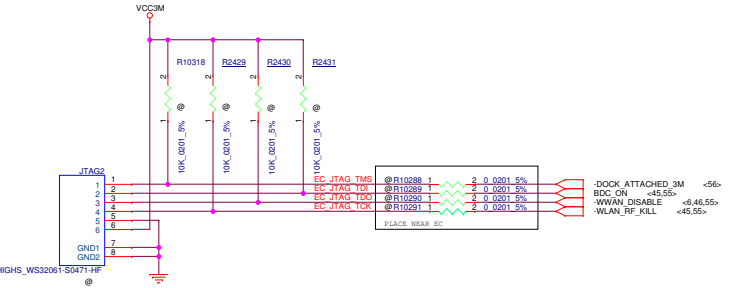 VCC3M
R10318 R2429 R2430 R2431
2 2 2 2
@ @ @ @
1 1 1 1
10K_0201_5% 10K_0201_5% 10K_0201_5% 10K_0201_5%
JTAG2
1 1 EC_JTAG_TMS @ R10288 1 2 0_0201_5% -DOCK_ATTACHED_3M <56>
2 2 EC_JTAG_TDI @ R10289 1 2 0_0201_5% BDC_ON <45,55>
3 3 EC_JTAG_TDO @ R10290 1 2 0_0201_5% -WWAN_DISABLE <6,46,55>
4 4 EC_JTAG_TCK @ R10291 1 2 0_0201_5% -WLAN_RF_KILL <45,55>
5 5
6 6
PLACE NEAR EC
GND1 7
GND2 8
HIGHS_WS32061-S0471-HF
@